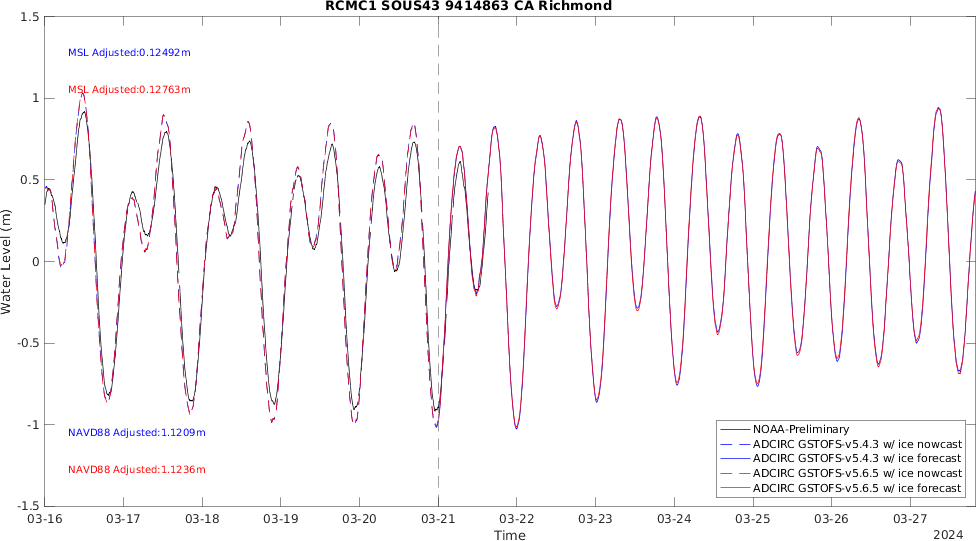 RCMC1 SOUS43 9414863 CA Richmond
1.5
MSL Adjusted:0.12492m
MSL Adjusted:0.12763m
1
0.5
0
-0.5
-1
-1.5
Water Level (m)
NAVD88 Adjusted:1.1209m
NAVD88 Adjusted:1.1236m
NOAA-Preliminary
ADCIRC GSTOFS-v5.4.3 w/ ice nowcast
ADCIRC GSTOFS-v5.4.3 w/ ice forecast
ADCIRC GSTOFS-v5.6.5 w/ ice nowcast
ADCIRC GSTOFS-v5.6.5 w/ ice forecast
03-16 03-17 03-18 03-19 03-20 03-21 03-22 03-23 03-24 03-25 03-26 03-27
Time
2024